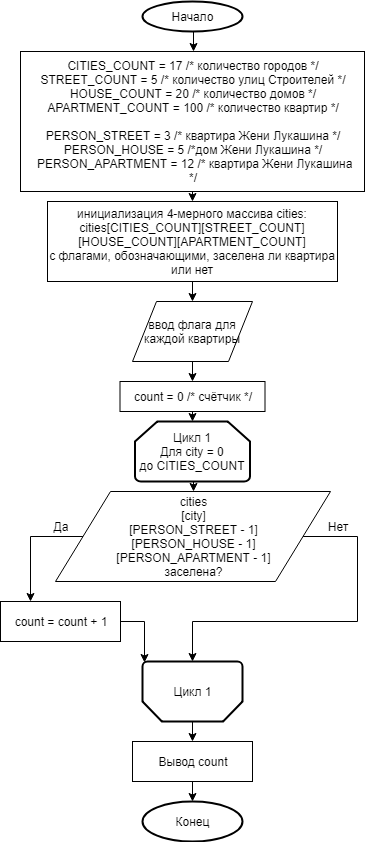 Начало
CITIES_COUNT = 17 /* количество городов */
STREET_COUNT = 5 /* количество улиц Строителей */
HOUSE_COUNT = 20 /* количество домов */
APARTMENT_COUNT = 100 /* количество квартир */
PERSON_STREET = 3 /* квартира Жени Лукашина */
PERSON_HOUSE = 5 /*дом Жени Лукашина */
PERSON_APARTMENT = 12 /* квартира Жени Лукашина
*/
инициализация 4-мерного массива cities:
cities[CITIES_COUNT][STREET_COUNT]
[HOUSE_COUNT][APARTMENT_COUNT]
с флагами, обозначающими, заселена ли квартира
или нет
ввод флага для
каждой квартиры
count = 0 /* счётчик */
Цикл 1
Для city = 0
до CITIES_COUNT
cities
[city]
[PERSON_STREET - 1]
[PERSON_HOUSE - 1]
[PERSON_APARTMENT - 1]
заселена?
Да
Нет
count = count + 1
Цикл 1
Вывод count
Конец